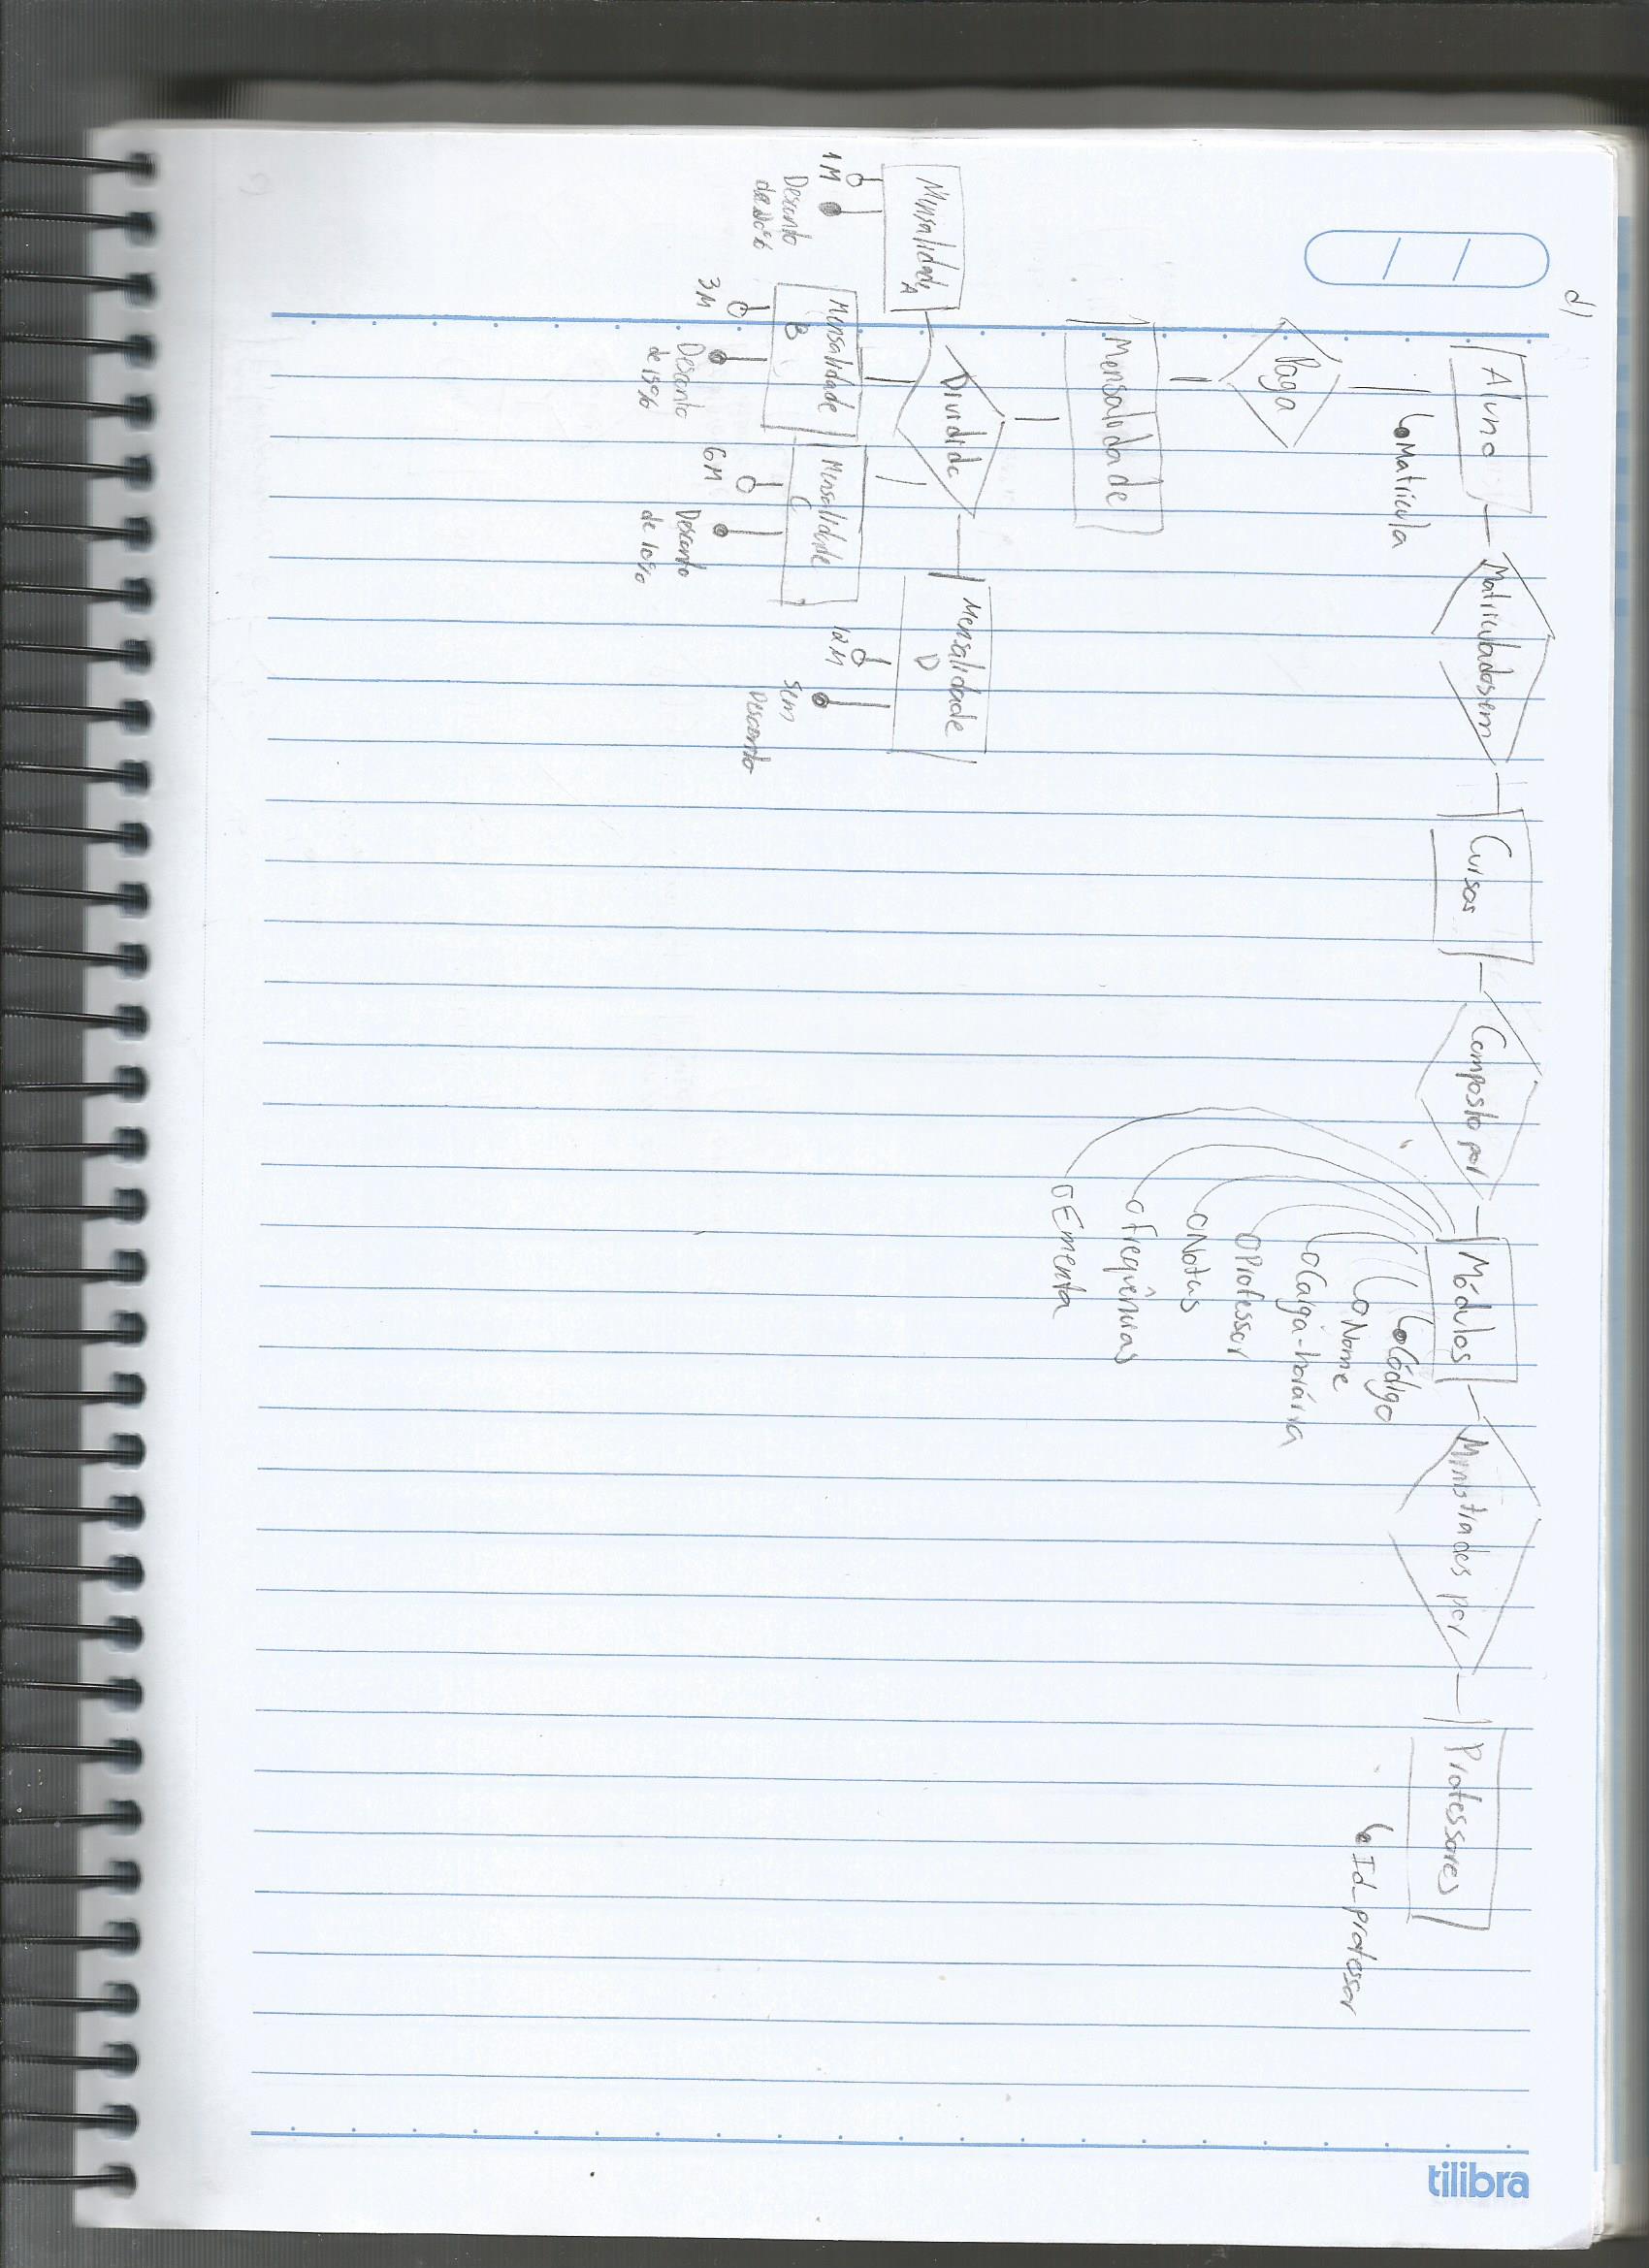 d)
Aluno
Matriculados em
Cursos
Composto por
Módulos
Ministrados por
Professores
Matrícula
Código
Nome
Carga-horária
Professor
Notas
Frequências
Ementa
Id_professor
Paga
Mensalidade
Dividida
Mensalidade
A
1M
Desconto
de 20%
Mensalidade
B
3M
Desconto
de 15%
Mensalidade
C
6M
Desconto
de 10%
Mensalidade
D
12M
Sem
Desconto
tilibra